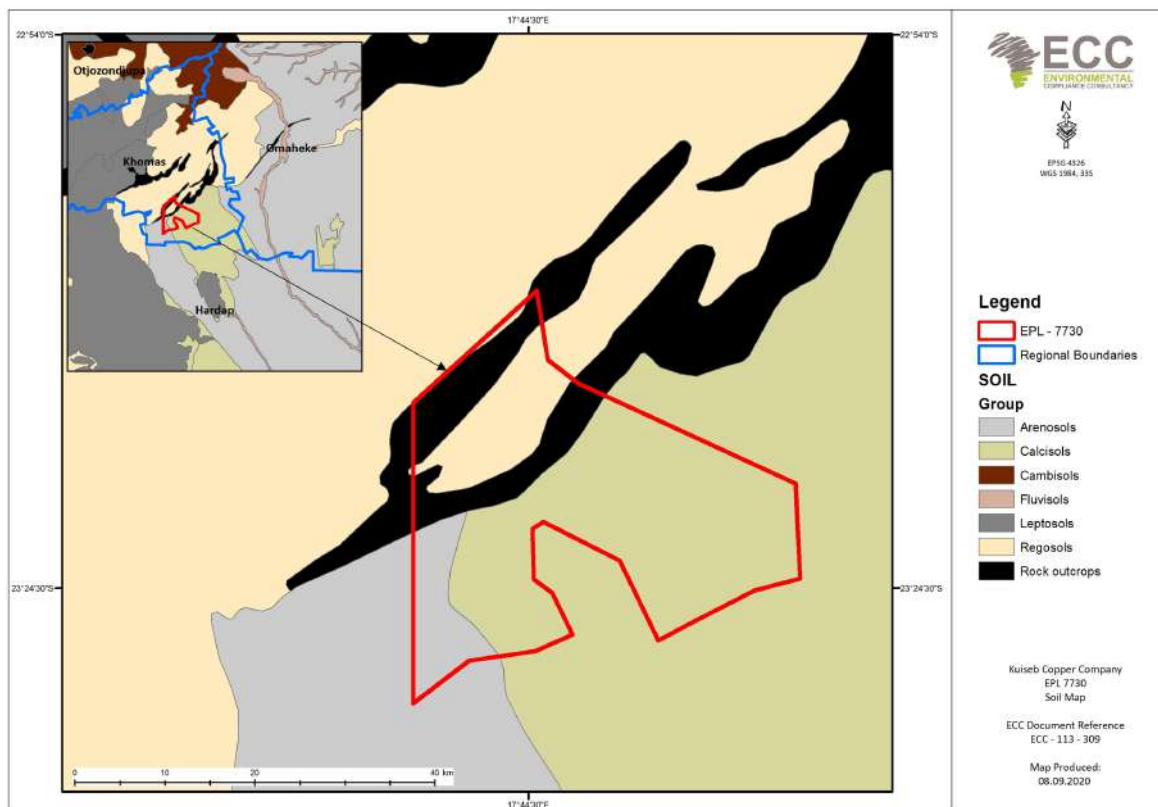 17°44'30"E
22°54'0"S
22°54'0"S
Otjozondjupa
Omaheke
Khomas
Hardap
23°24'30"S
23°24'30"S
0 10 20 40 km
17°44'30"E
ECC
ENVIRONMENTAL
COMPLIANCE CONSULTANCY
N
EPSG 4326
WGS 1984, 33S
Legend
EPL - 7730
Regional Boundaries
SOIL
Group
Arenosols
Calcisols
Cambisols
Fluvisols
Leptosols
Regosols
Rock outcrops
Kuiseb Copper Company
EPL 7730
Soil Map
ECC Document Reference
ECC - 113 - 309
Map Produced:
08.09.2020